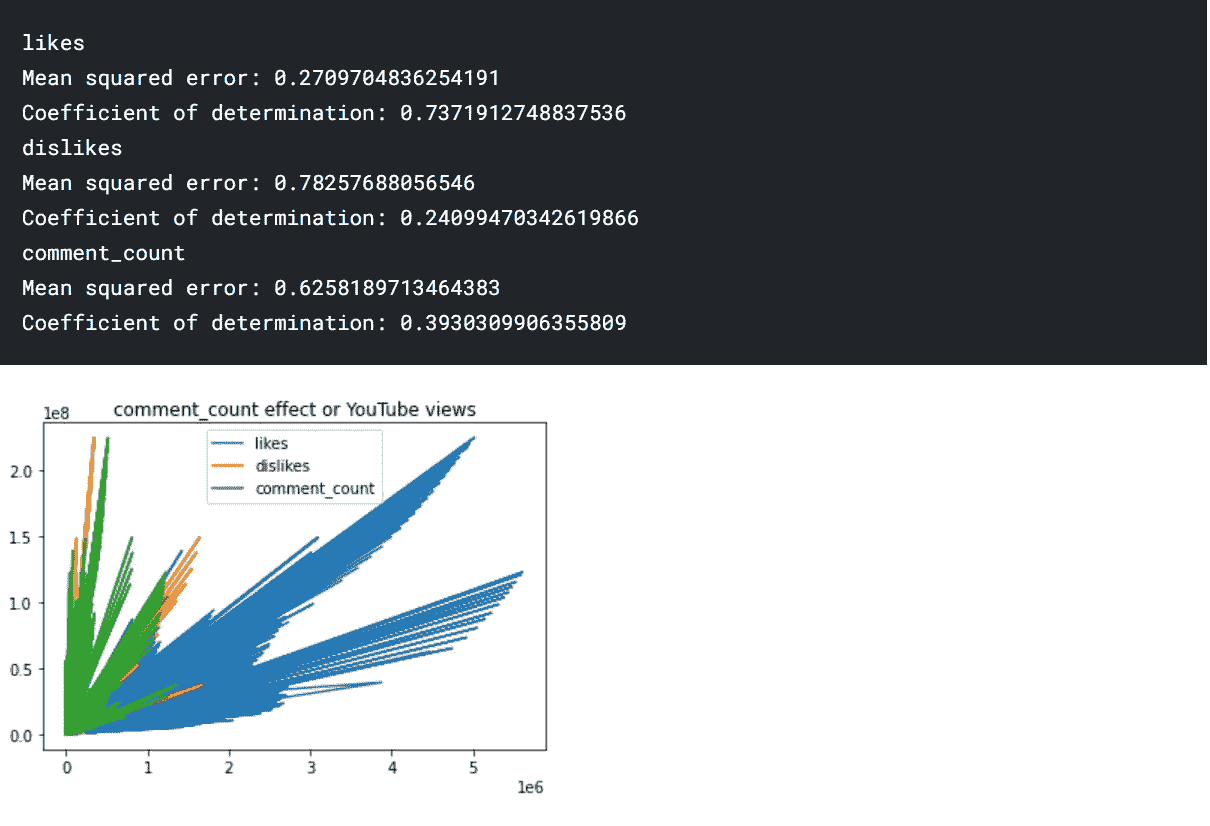 likes
Mean squared error: 0.2709704836254191
Coefficient of determination: 0.7371912748837536
dislikes
Mean squared error: 0.78257688056546
Coefficient of determination: 0.24099470342619866
comment_count
Mean squared error: 0.6258189713464383
Coefficient of determination: 0.3930309906355809
1e8
comment_count effect or YouTube views
likes
dislikes
comment_count
2.0
1.5
1.0
0.5
0.0
0 1 2 3 4 5
1e6